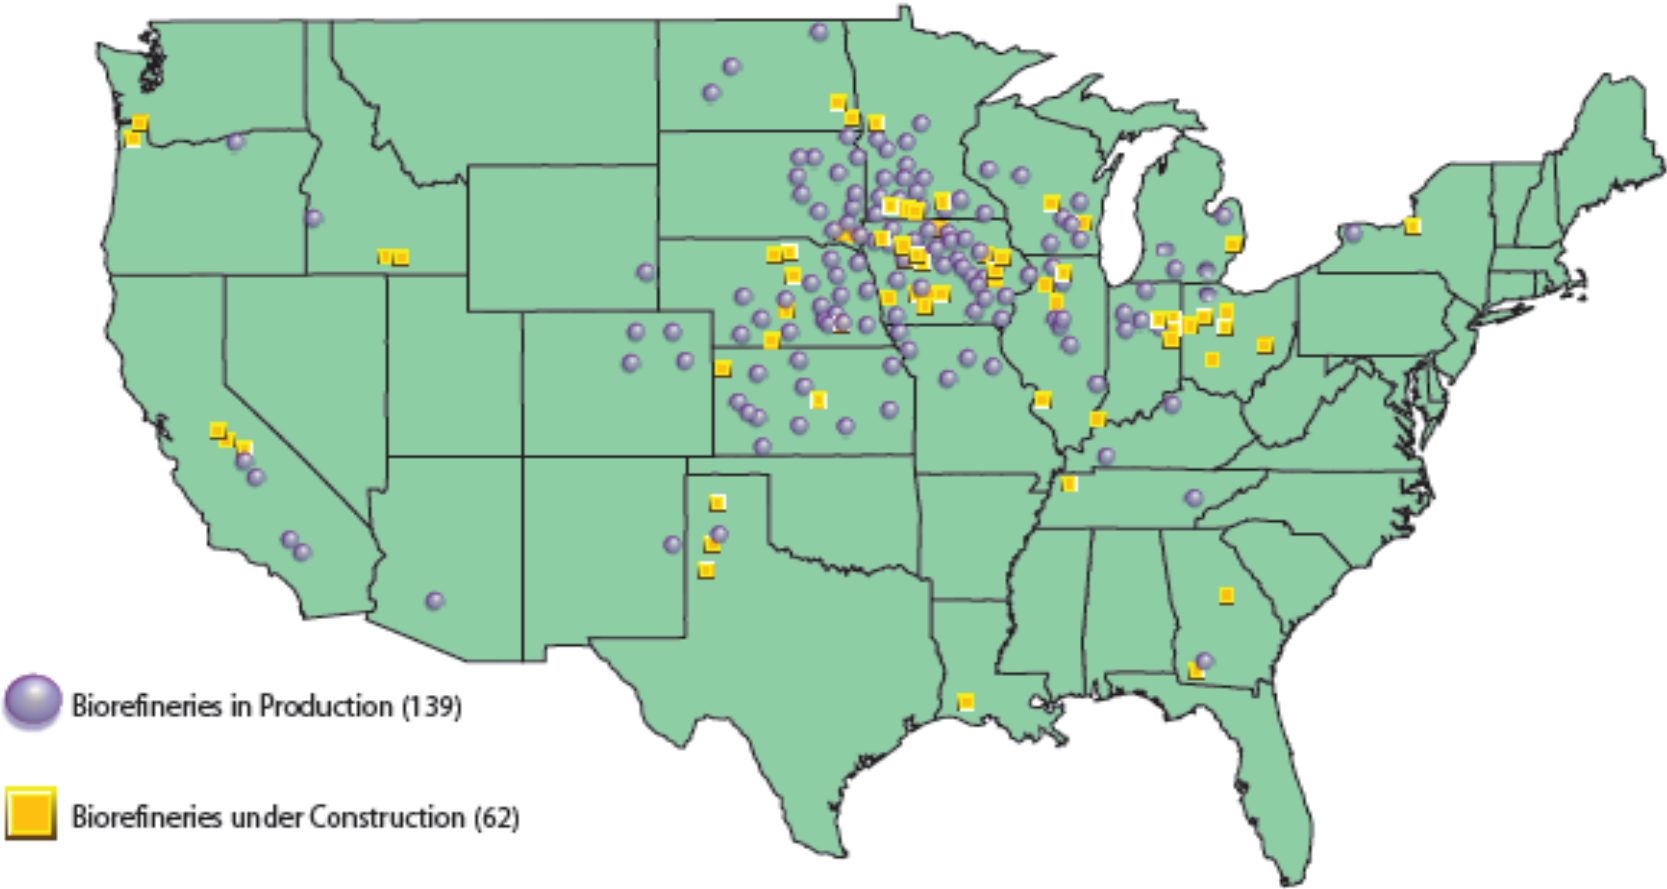 Biorefineries in Production (139)
Biorefineries under Construction (62)